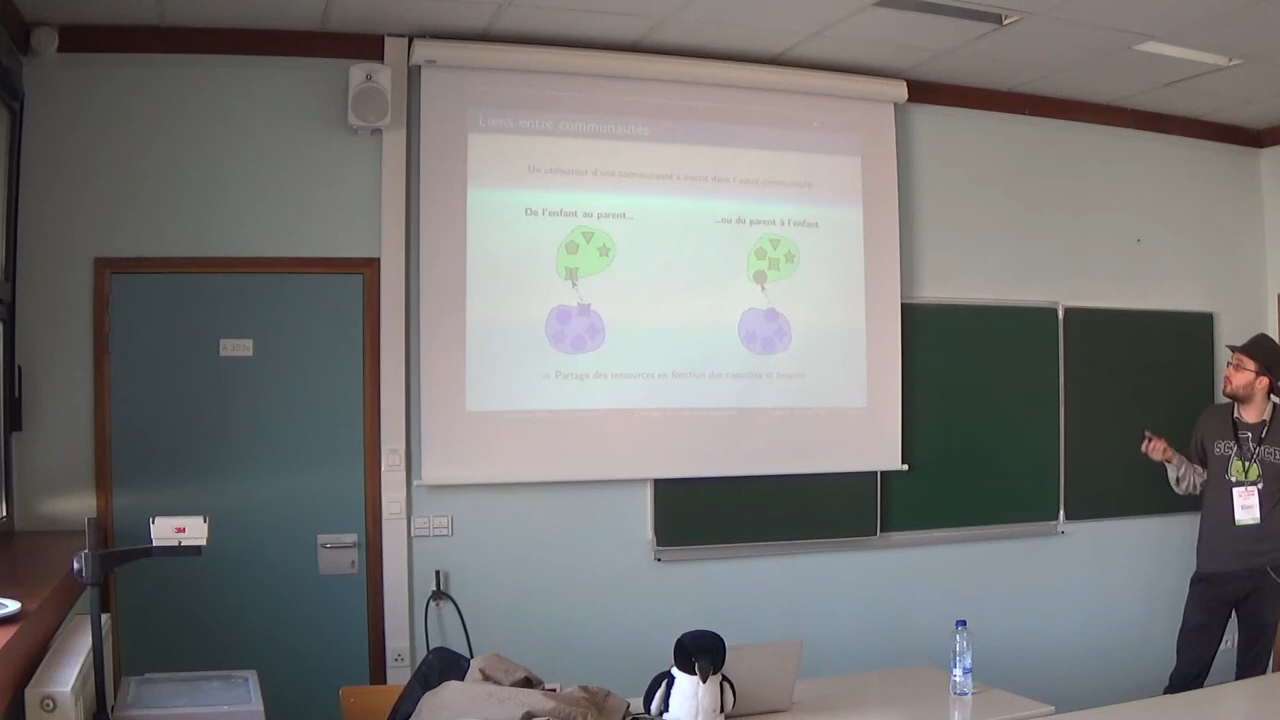 Liens entre communautés
Un utilisateur d'une communauté s'inscrit dans l'autre communauté
De l'enfant au parent...
...ou du parent à l'enfant
Partage des ressources en fonction des capacités et besoins
A 303a
3M
SCIENCE